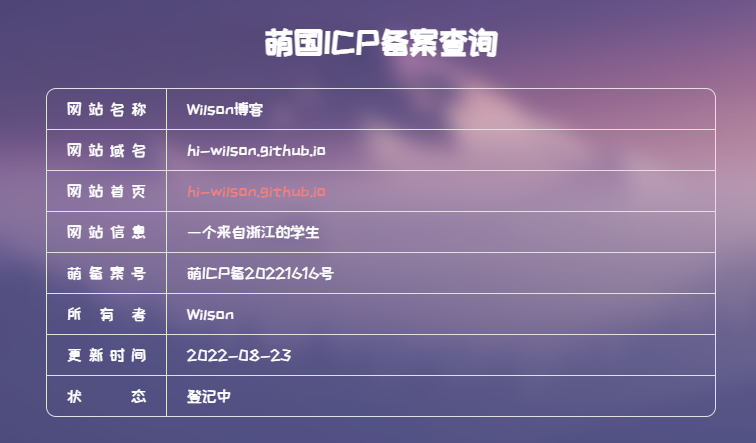 萌国ICP备案查询
网站名称 Wilson博客
网站域名 hi-wilson.github.io
网站首页 hi-wilson.github.io
网站信息 一个来自浙江的学生
萌备案号 萌ICP备20221616号
所有者 Wilson
更新时间 2022-08-23
状态 登记中